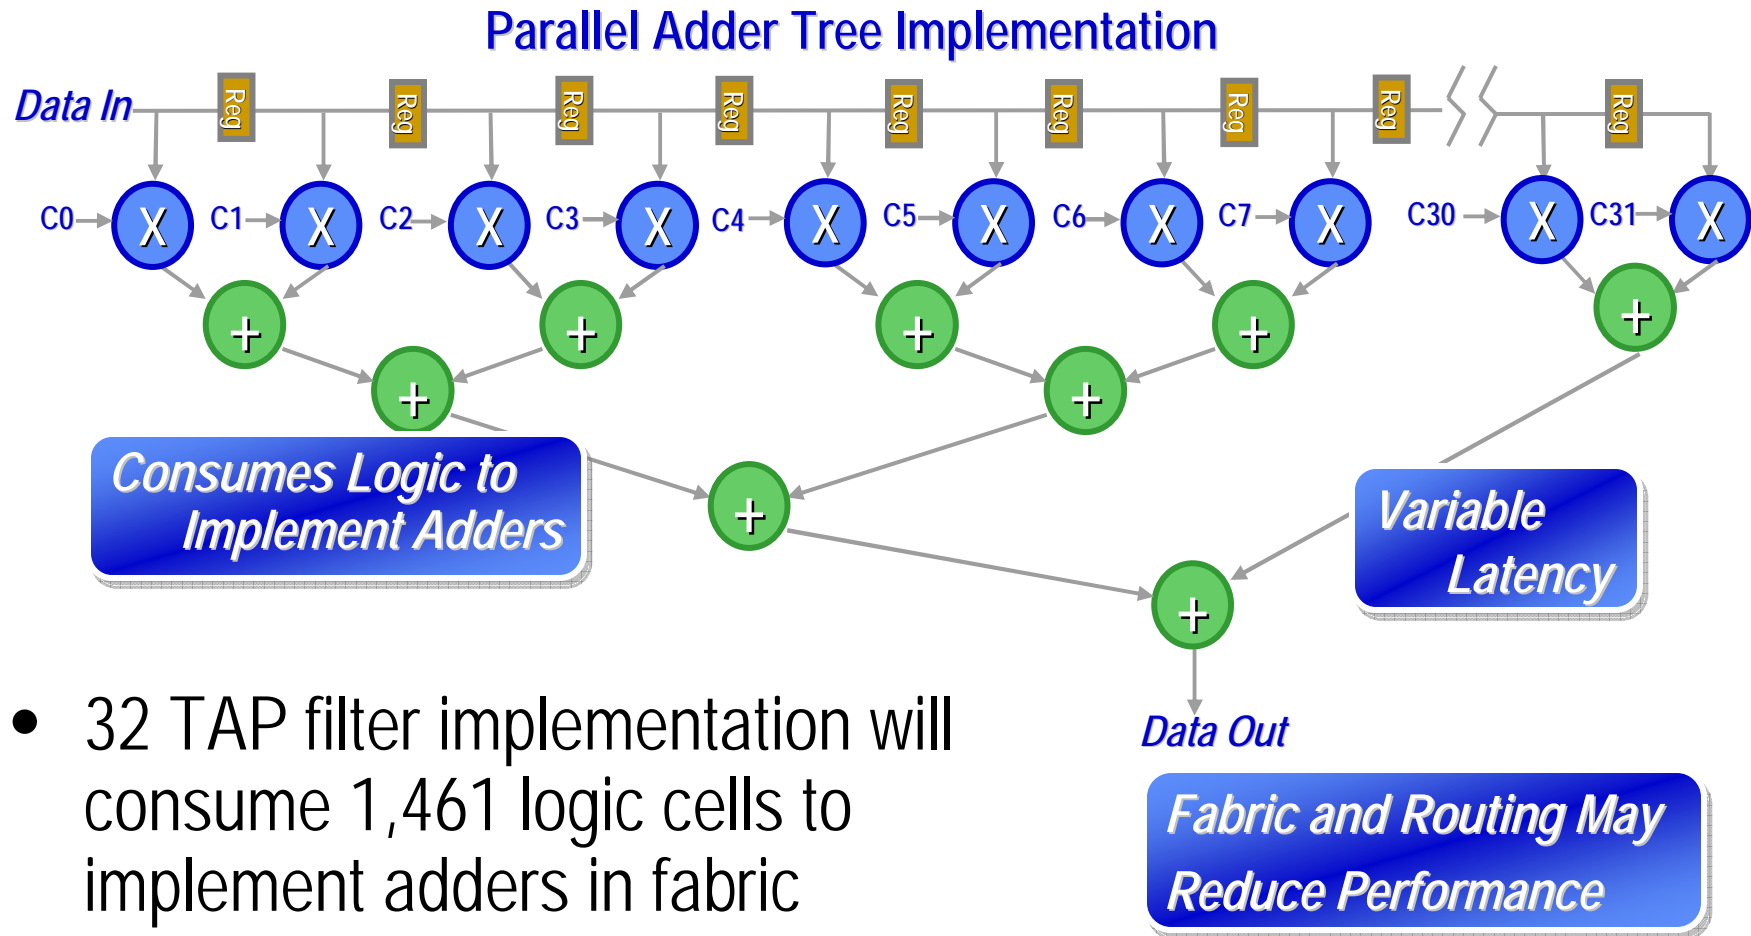 Parallel Adder Tree Implementation
Data In
Reg Reg Reg Reg Reg Reg Reg Reg Reg
C0 X C1 X C2 X C3 X C4 X C5 X C6 X C7 X C30 X C31 X
+ + + + +
+ +
Consumes Logic to
Implement Adders
+
Variable
Latency
+
Data Out
• 32 TAP filter implementation will
consume 1,461 logic cells to
implement adders in fabric
Fabric and Routing May
Reduce Performance